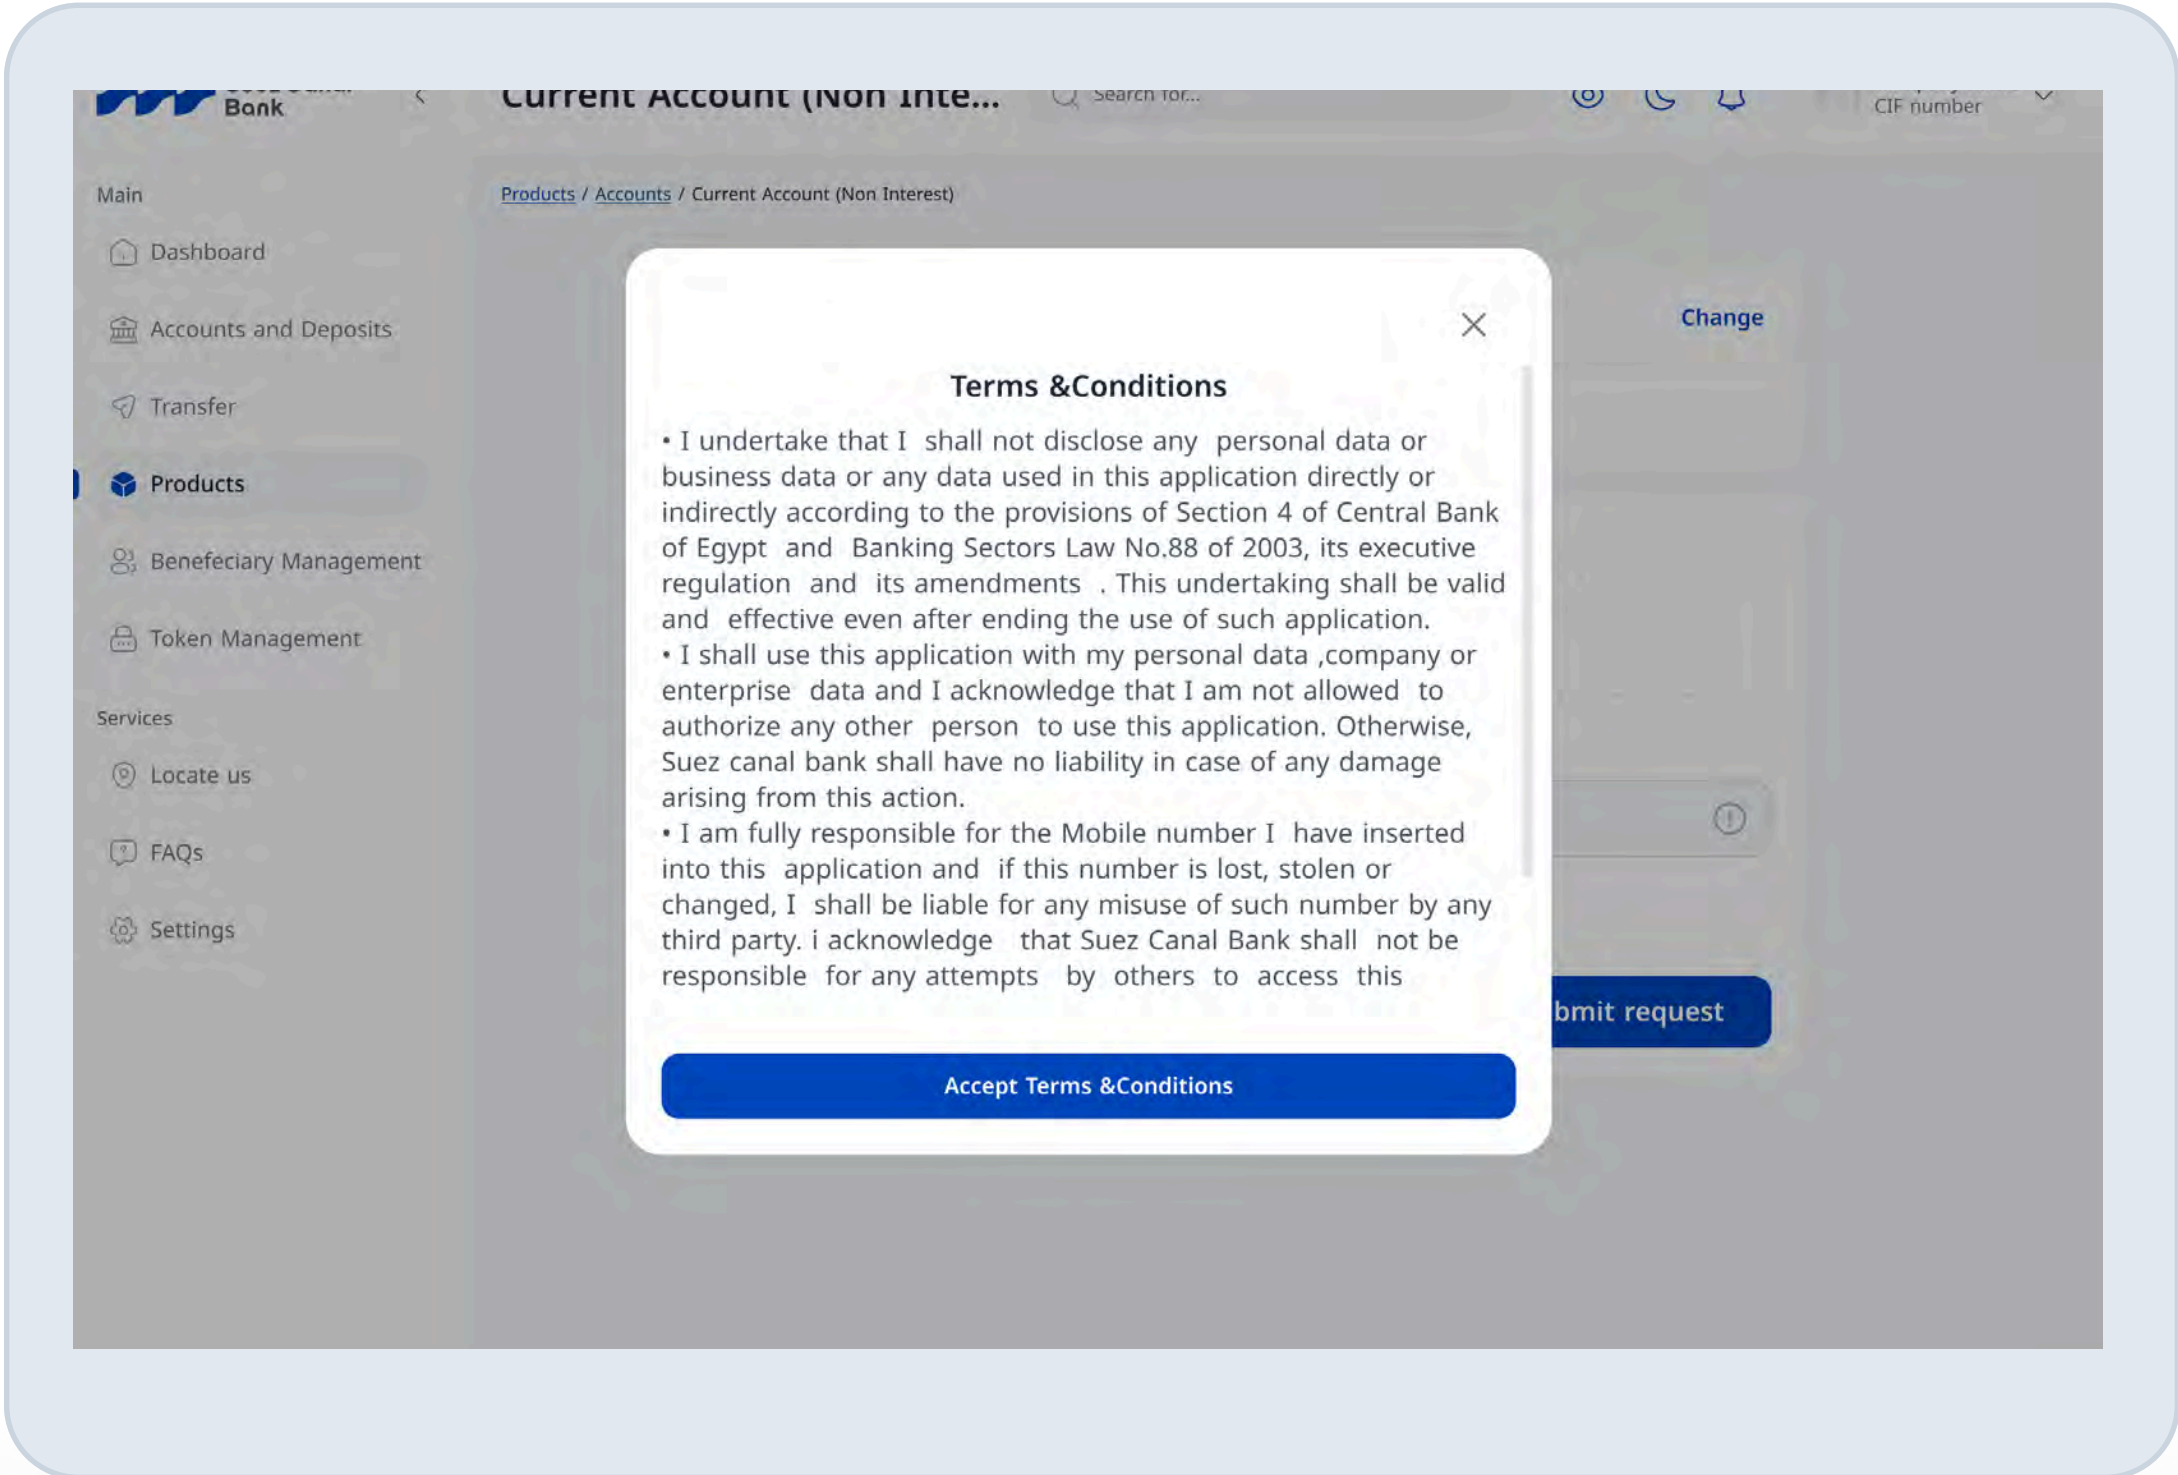 Bank
Current Account (Non Inte...
Search for...
CIF number
Main
Products / Accounts / Current Account (Non Interest)
Dashboard
Accounts and Deposits
Transfer
Products
Benefeciary Management
Token Management
Services
Locate us
FAQs
Settings
Change
Terms &Conditions
• I undertake that I shall not disclose any personal data or
business data or any data used in this application directly or
indirectly according to the provisions of Section 4 of Central Bank
of Egypt and Banking Sectors Law No.88 of 2003, its executive
regulation and its amendments . This undertaking shall be valid
and effective even after ending the use of such application.
• I shall use this application with my personal data ,company or
enterprise data and I acknowledge that I am not allowed to
authorize any other person to use this application. Otherwise,
Suez canal bank shall have no liability in case of any damage
arising from this action.
• I am fully responsible for the Mobile number I have inserted
into this application and if this number is lost, stolen or
changed, I shall be liable for any misuse of such number by any
third party. i acknowledge that Suez Canal Bank shall not be
responsible for any attempts by others to access this
bmit request
Accept Terms &Conditions